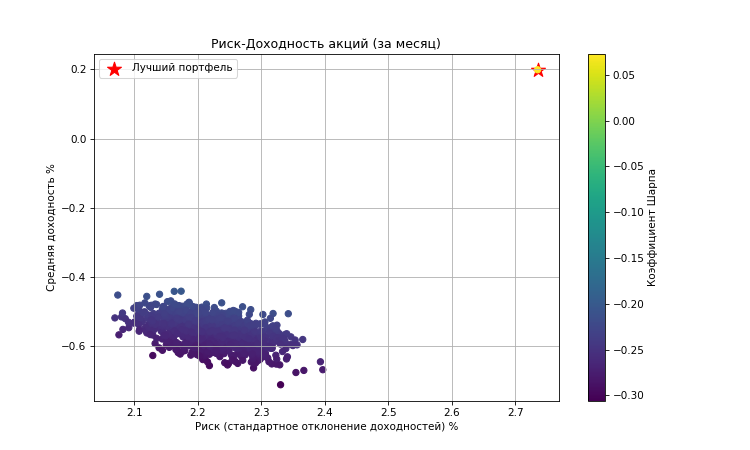 Риск-Доходность акций (за месяц)
Лучший портфель
0.2
0.0
−0.2
−0.4
−0.6
Средняя доходность %
2.1 2.2 2.3 2.4 2.5 2.6 2.7
Риск (стандартное отклонение доходностей) %
0.05
0.00
−0.05
−0.10
−0.15
−0.20
−0.25
−0.30
Коэффициент Шарпа